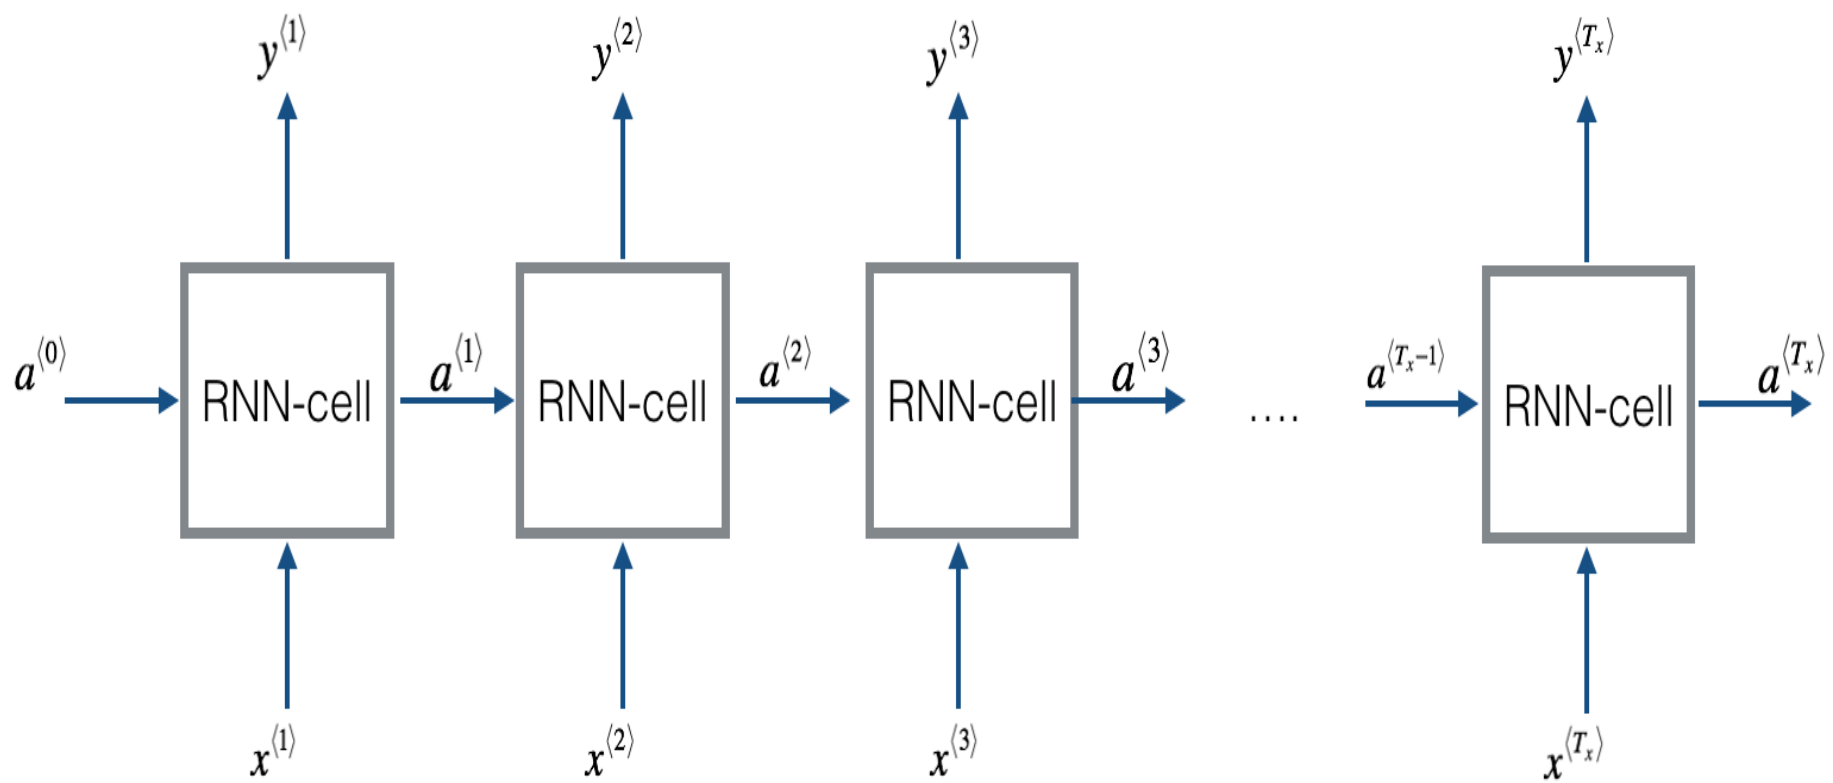 y⟨1⟩ y⟨2⟩ y⟨3⟩ y⟨Tx⟩
a⟨0⟩ a⟨1⟩ a⟨2⟩ a⟨3⟩ a⟨Tx−1⟩ a⟨Tx⟩
RNN-cell RNN-cell RNN-cell .... RNN-cell
x⟨1⟩ x⟨2⟩ x⟨3⟩ x⟨Tx⟩